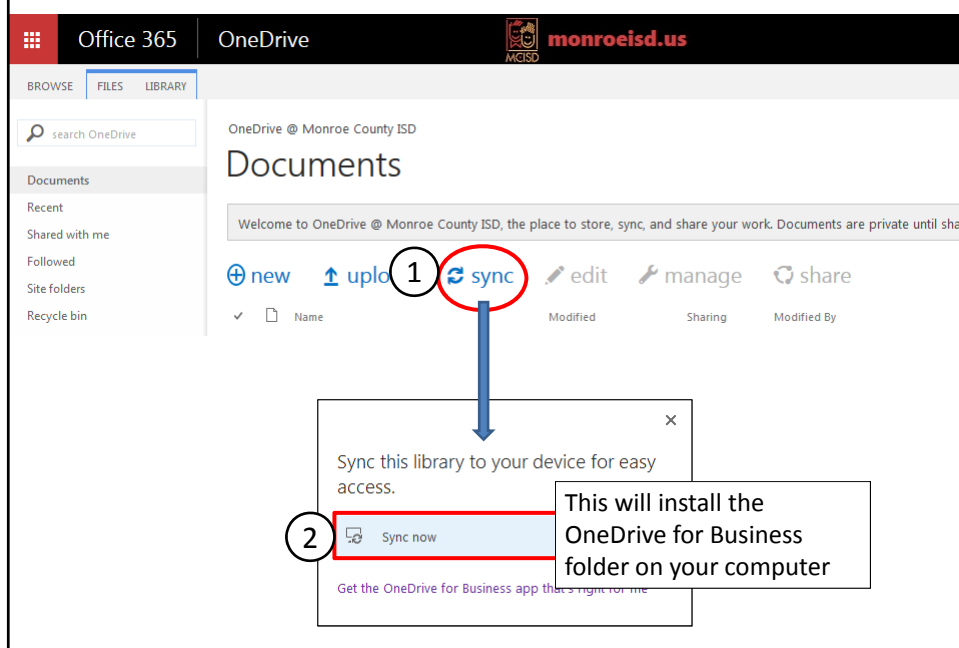 Office 365 OneDrive MCISD monroeisd.us
BROWSE FILES LIBRARY
search OneDrive
Documents
Recent
Shared with me
Followed
Site folders
Recycle bin
OneDrive @ Monroe County ISD
Documents
Welcome to OneDrive @ Monroe County ISD, the place to store, sync, and share your work. Documents are private until sha
new uplo 1 sync edit manage share
Name Modified Sharing Modified By
Sync this library to your device for easy
access.
2 Sync now
This will install the
OneDrive for Business
folder on your computer
Get the OneDrive for Business app that's right for me